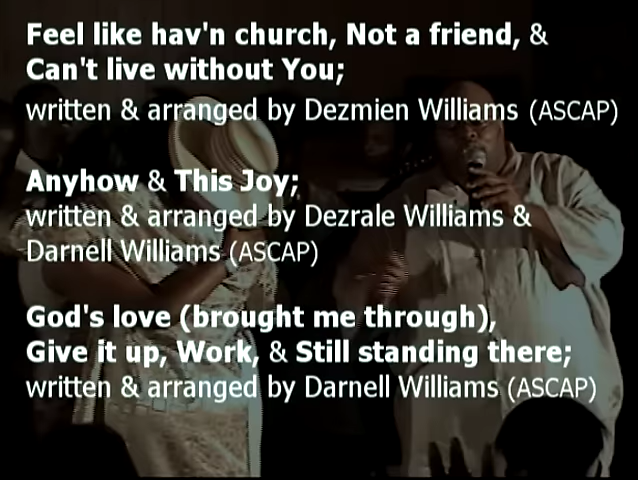 Feel like hav'n church, Not a friend, &
Can't live without You;
written & arranged by Dezmien Williams (ASCAP)
Anyhow & This Joy;
written & arranged by Dezrale Williams &
Darnell Williams (ASCAP)
God's love (brought me through),
Give it up, Work, & Still standing there;
written & arranged by Darnell Williams (ASCAP)